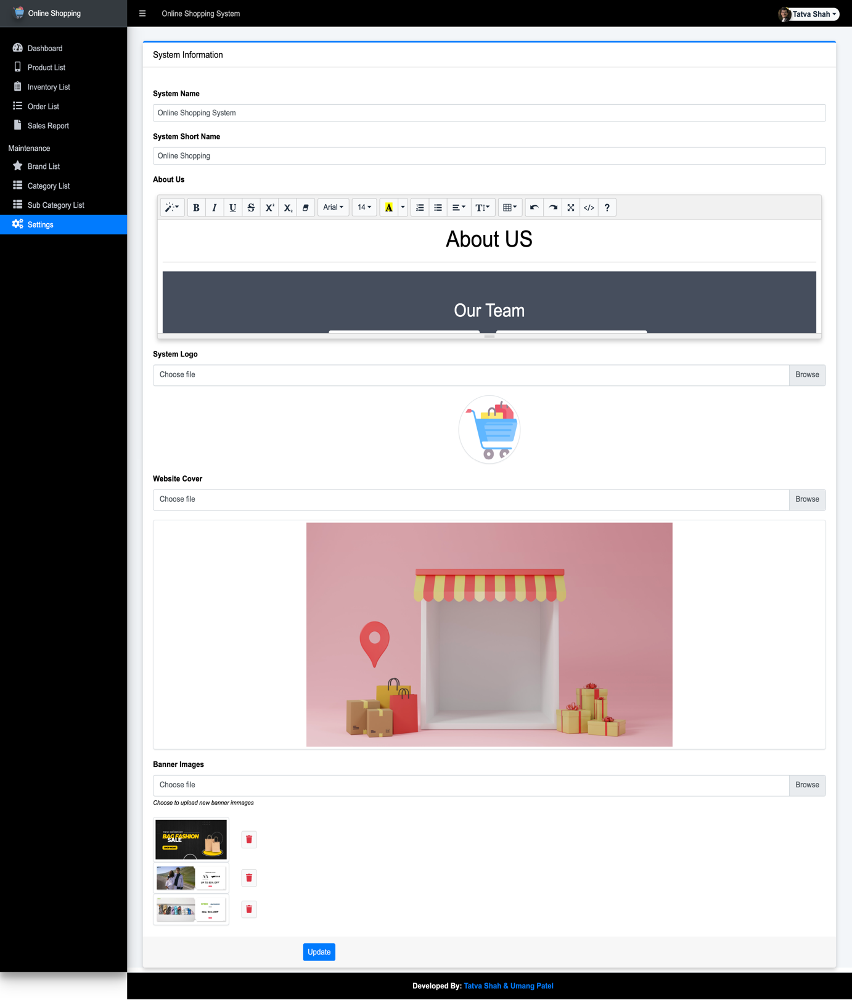 Online Shopping
Online Shopping System
Tatva Shah
Dashboard
Product List
Inventory List
Order List
Sales Report
Maintenance
Brand List
Category List
Sub Category List
Settings
System Information
System Name
Online Shopping System
System Short Name
Online Shopping
About Us
B I U S X² X₂ Arial 14 A T </> ?
About US
Our Team
System Logo
Choose file Browse
Website Cover
Choose file Browse
Banner Images
Choose file Browse
Choose to upload new banner immages
new collection
BAG FASHION
SALE
SHOP NOW
UP TO 50% OFF
MIN. 50% OFF
Update
Developed By: Tatva Shah & Umang Patel